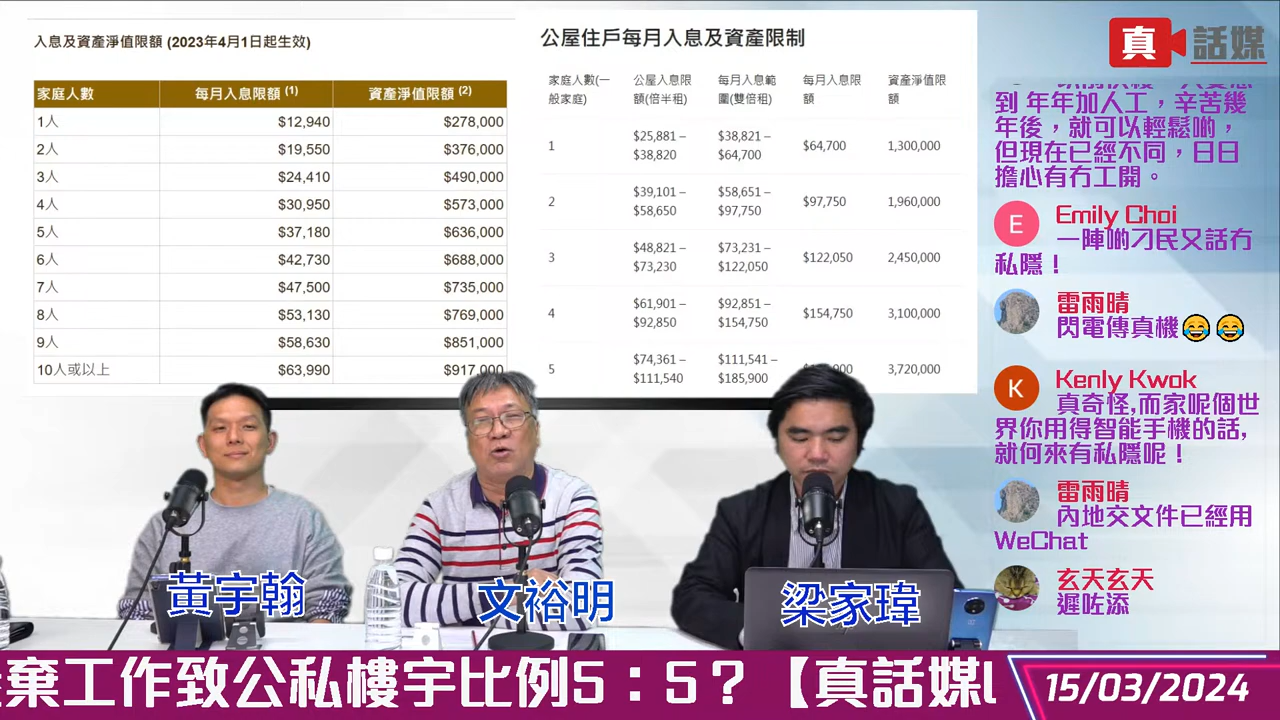 入息及資產淨值限額 (2023年4月1日起生效)
家庭人數 每月入息限額 (1) 資產淨值限額 (2)
1人 $12,940 $278,000
2人 $19,550 $376,000
3人 $24,410 $490,000
4人 $30,950 $573,000
5人 $37,180 $636,000
6人 $42,730 $688,000
7人 $47,500 $735,000
8人 $53,130 $769,000
9人 $58,630 $851,000
10人或以上 $63,990 $917,000
公屋住戶每月入息及資產限制
家庭人數(一 公屋入息限 每月入息範 每月入息限 資產淨值限
般家庭) 額(倍半租) 圍(雙倍租) 額 額
1 $25,881 – $38,821 – $64,700 1,300,000
$38,820 $64,700
2 $39,101 – $58,651 – $97,750 1,960,000
$58,650 $97,750
3 $48,821 – $73,231 – $122,050 2,450,000
$73,230 $122,050
4 $61,901 – $92,851 – $154,750 3,100,000
$92,850 $154,750
5 $74,361 – $111,541 – 3,720,000
$111,540 $185,900
真話媒
到 年年加人工，辛苦幾
年後，就可以輕鬆啲，
但現在已經不同，日日
擔心有冇工開。
E
Emily Choi
一陣啲刁民又話冇
私隱！
雷雨晴
閃電傳真機😂😂
K
Kenly Kwok
真奇怪,而家呢個世
界你用得智能手機的話,
就何來有私隱呢！
雷雨晴
內地交文件已經用
WeChat
玄天玄天
遲咗添
黃宇翰
文裕明
梁家瑋
棄工作致公私樓宇比例5：5？【真話媒
15/03/2024